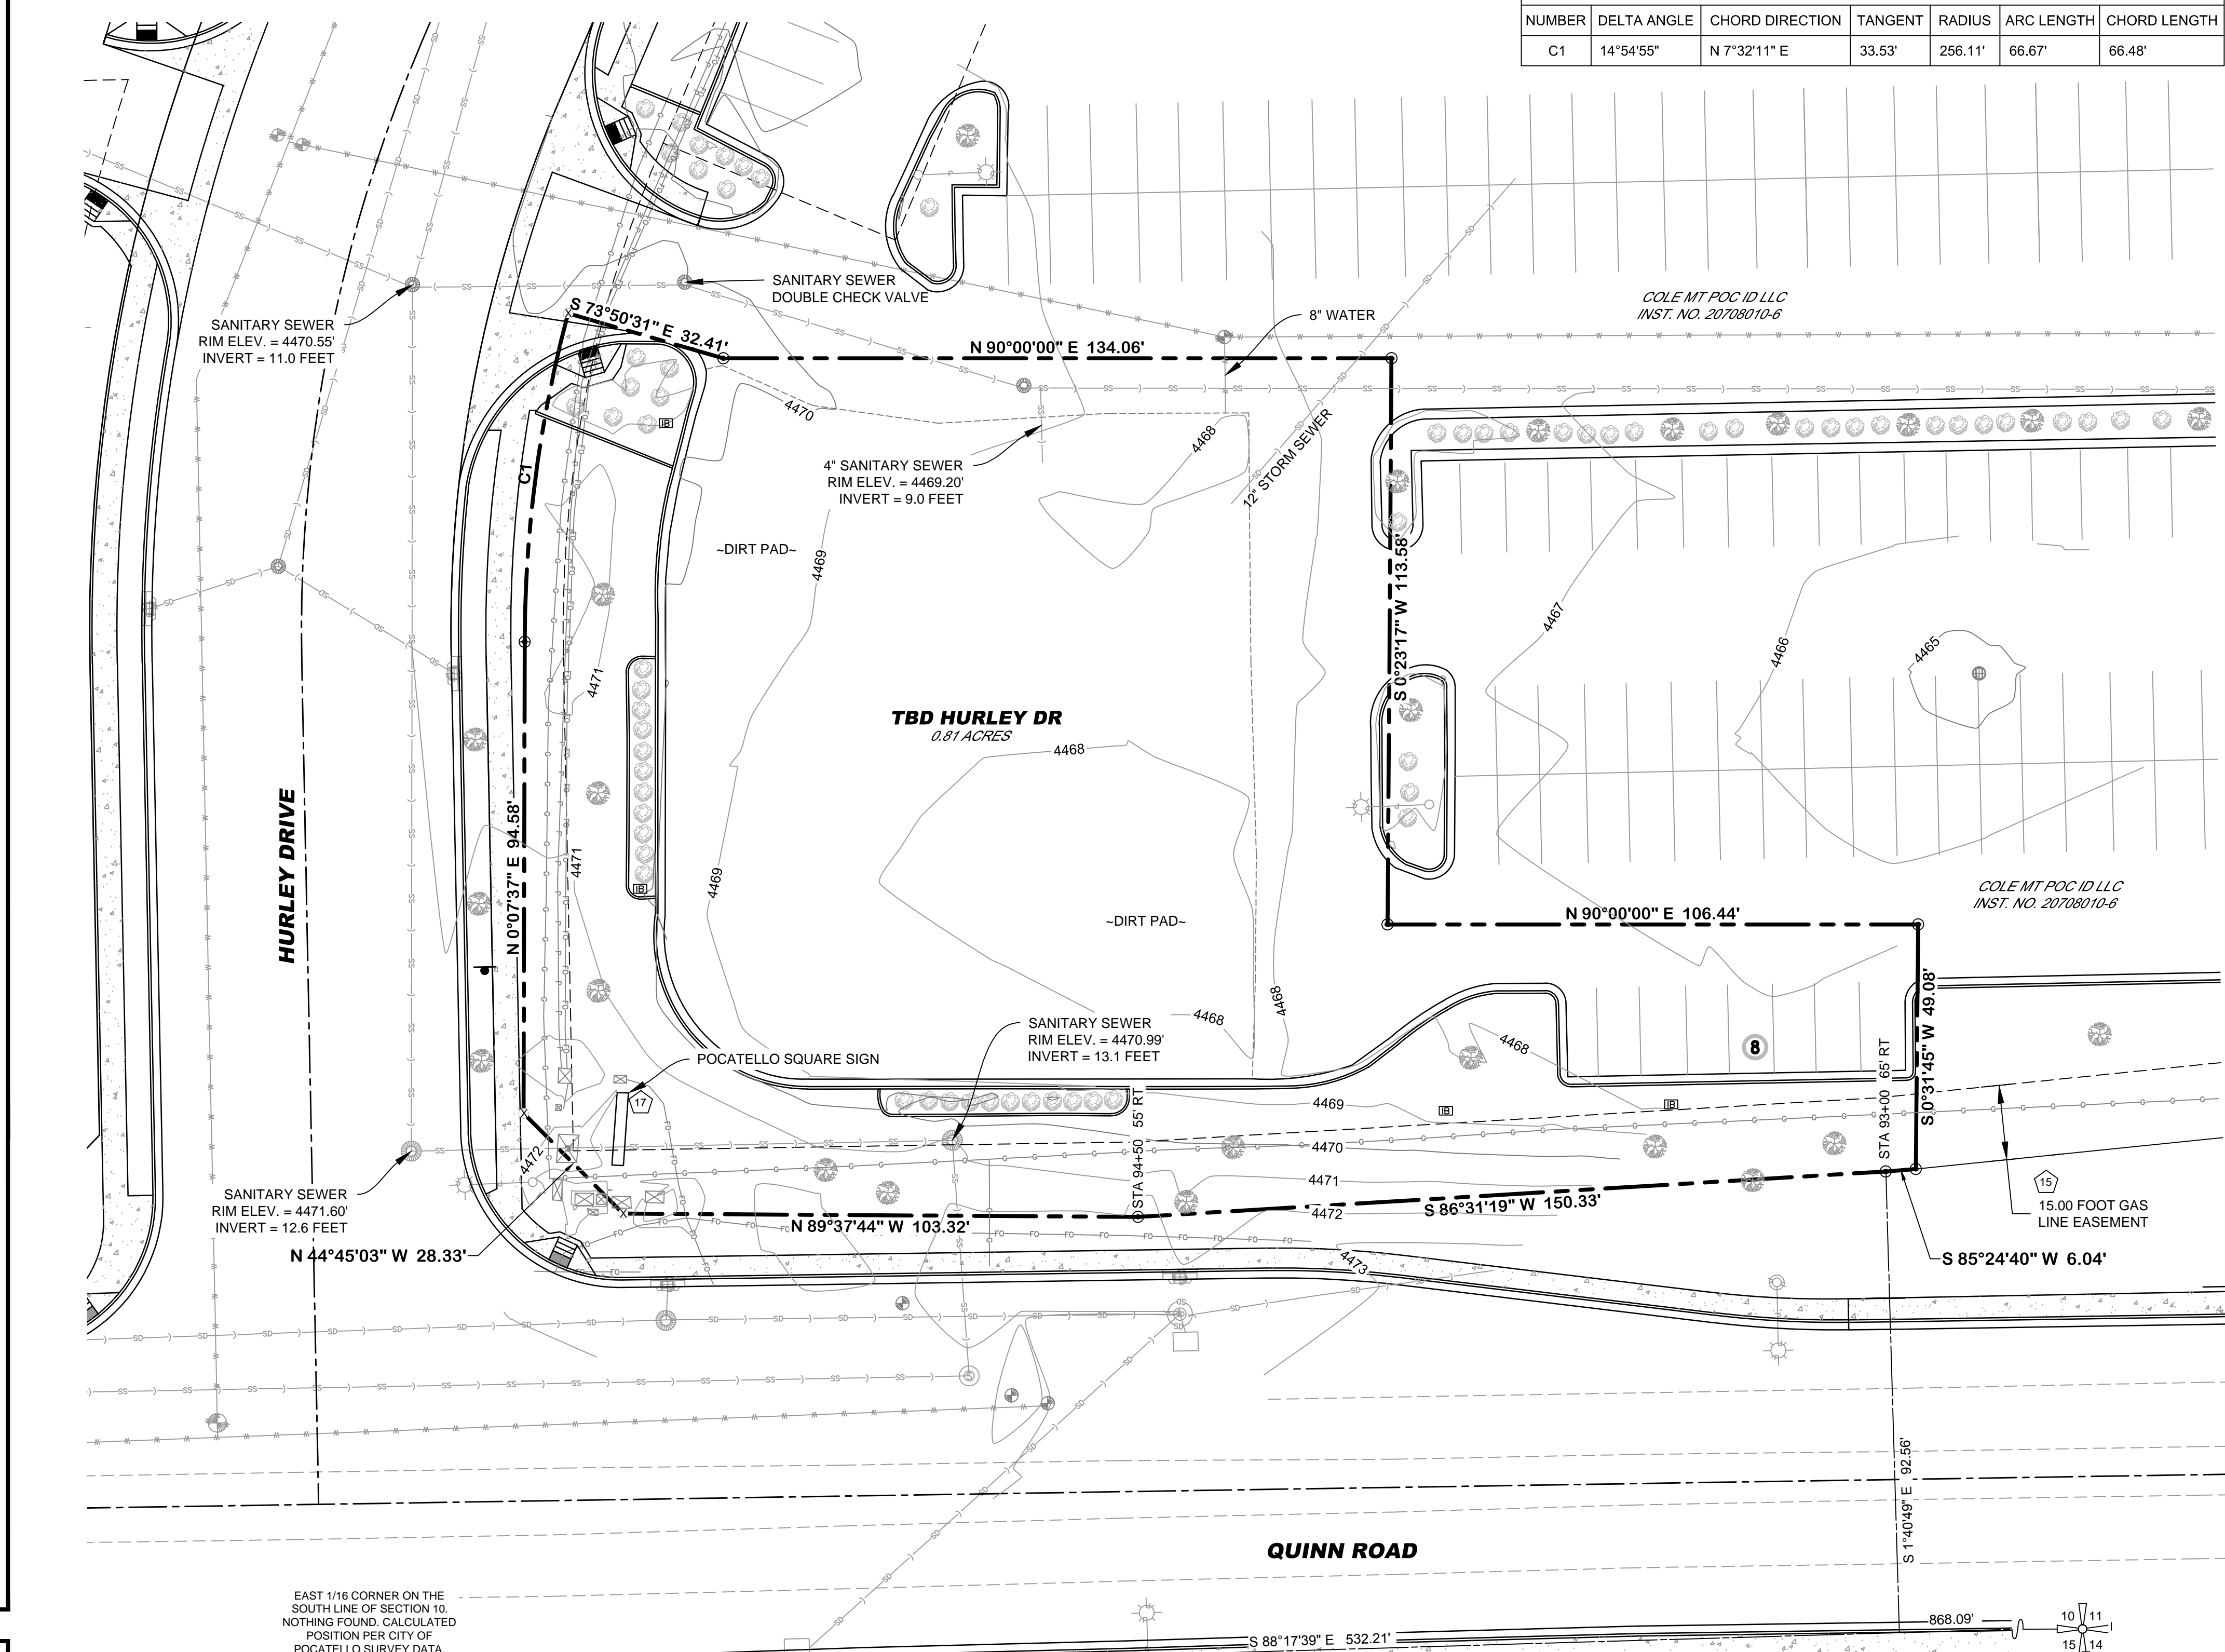 NUMBER DELTA ANGLE CHORD DIRECTION TANGENT RADIUS ARC LENGTH CHORD LENGTH
C1 14°54'55" N 7°32'11" E 33.53' 256.11' 66.67' 66.48'
SANITARY SEWER
DOUBLE CHECK VALVE
COLE MT POC ID LLC
INST. NO. 20708010-6
SANITARY SEWER
RIM ELEV. = 4470.55'
INVERT = 11.0 FEET
S 73°50'31" E 32.41'
8" WATER
N 90°00'00" E 134.06'
4470
4468
12" STORM SEWER
C1
4" SANITARY SEWER
RIM ELEV. = 4469.20'
INVERT = 9.0 FEET
~DIRT PAD~
4469
S 0°23'17" W 113.58'
4467
4466
4465
4471
TBD HURLEY DR
0.81 ACRES
4468
HURLEY DRIVE
N 0°07'37" E 94.58'
4471
4469
COLE MT POC ID LLC
INST. NO. 20708010-6
N 90°00'00" E 106.44'
~DIRT PAD~
S 0°31'45" W 49.08'
4468
4468
SANITARY SEWER
RIM ELEV. = 4470.99'
INVERT = 13.1 FEET
4468
8
POCATELLO SQUARE SIGN
17
STA 94+50 55' RT
STA 93+00 65' RT
4469
4470
4471
4472
4472
IB
IB
IB
IB
SANITARY SEWER
RIM ELEV. = 4471.60'
INVERT = 12.6 FEET
15
15.00 FOOT GAS
LINE EASEMENT
N 89°37'44" W 103.32'
S 86°31'19" W 150.33'
N 44°45'03" W 28.33'
4473
S 85°24'40" W 6.04'
S 1°40'49" E 92.56'
QUINN ROAD
EAST 1/16 CORNER ON THE
SOUTH LINE OF SECTION 10.
NOTHING FOUND. CALCULATED
POSITION PER CITY OF
POCATELLO SURVEY DATA
S 88°17'39" E 532.21'
868.09'
10 11
15 14